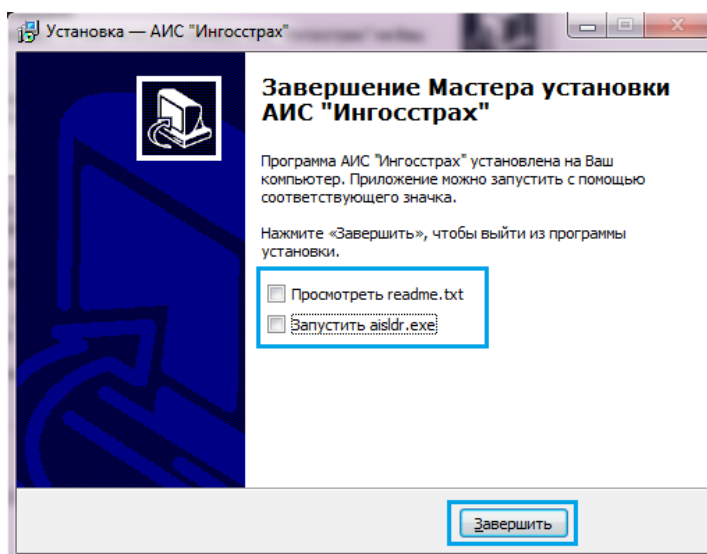 Установка — АИС "Ингосстрах"
Завершение Мастера установки
АИС "Ингосстрах"
Программа АИС "Ингосстрах" установлена на Ваш
компьютер. Приложение можно запустить с помощью
соответствующего значка.
Нажмите «Завершить», чтобы выйти из программы
установки.
Просмотреть readme.txt
Запустить aisldr.exe
Завершить